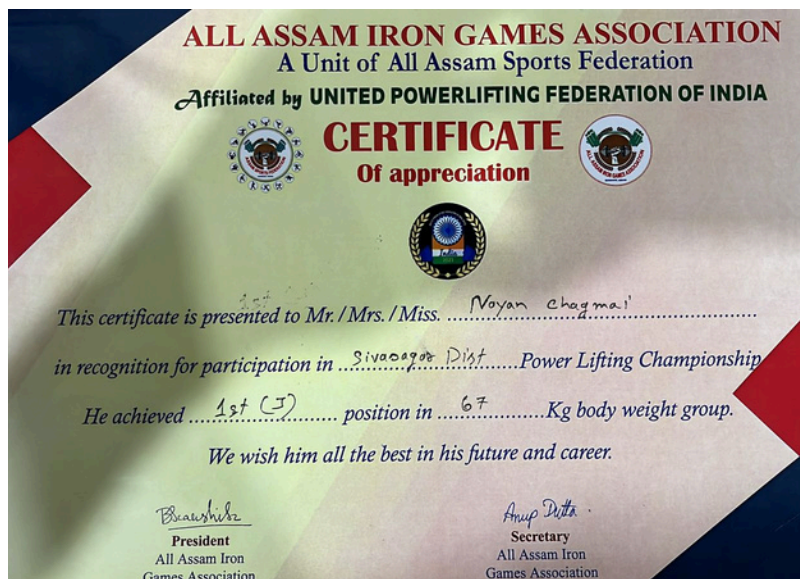 ALL ASSAM IRON GAMES ASSOCIATION
A Unit of All Assam Sports Federation
Affiliated by UNITED POWERLIFTING FEDERATION OF INDIA
CERTIFICATE
Of appreciation
India
1st
This certificate is presented to Mr./Mrs./Miss. Noyan Chagmai
in recognition for participation in Sivasagar Dist Power Lifting Championship
He achieved 1st (J) position in 67 Kg body weight group.
We wish him all the best in his future and career.
Anup Dutta.
President Secretary
All Assam Iron All Assam Iron
Games Association Games Association